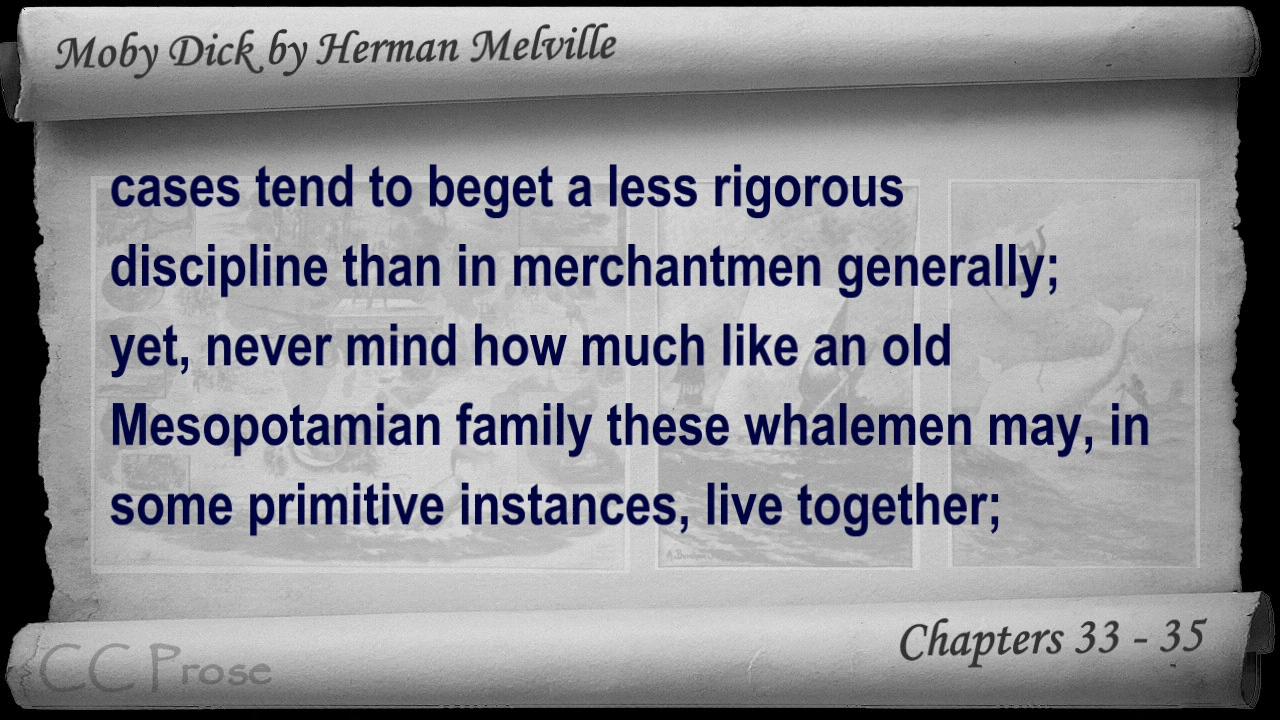 Moby Dick by Herman Melville
cases tend to beget a less rigorous
discipline than in merchantmen generally;
yet, never mind how much like an old
Mesopotamian family these whalemen may, in
some primitive instances, live together;
Chapters 33 - 35
CC Prose